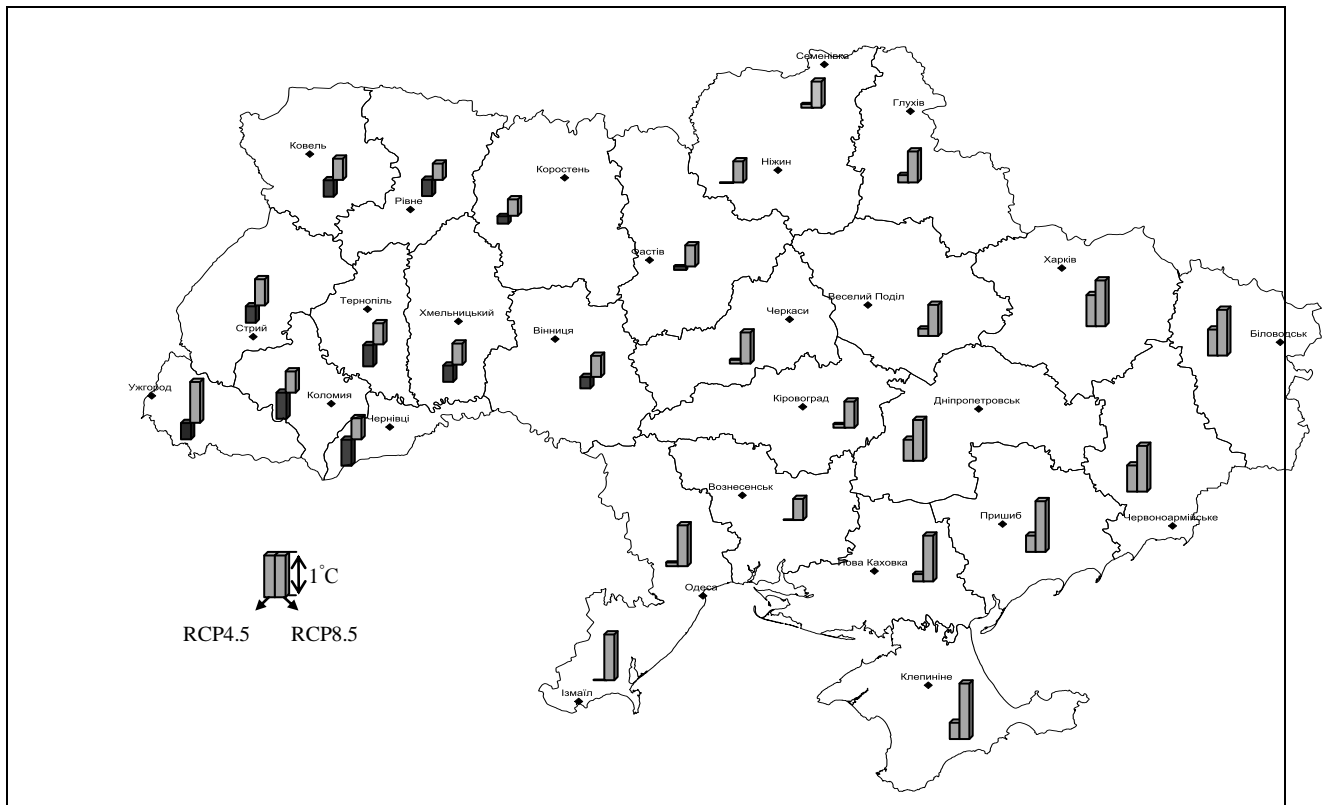 Семенівка
Глухів
Ковель
Рівне
Коростень
Ніжин
Фастів
Харків
Стрий
Тернопіль
Хмельницький
Вінниця
Черкаси
Веселий Поділ
Біловодськ
Ужгород
Коломия
Чернівці
Кіровоград
Дніпропетровськ
Вознесенськ
Пришиб
Червоноармійське
Нова Каховка
Одеса
1°C
RCP4.5 RCP8.5
Ізмаїл
Клепиніне